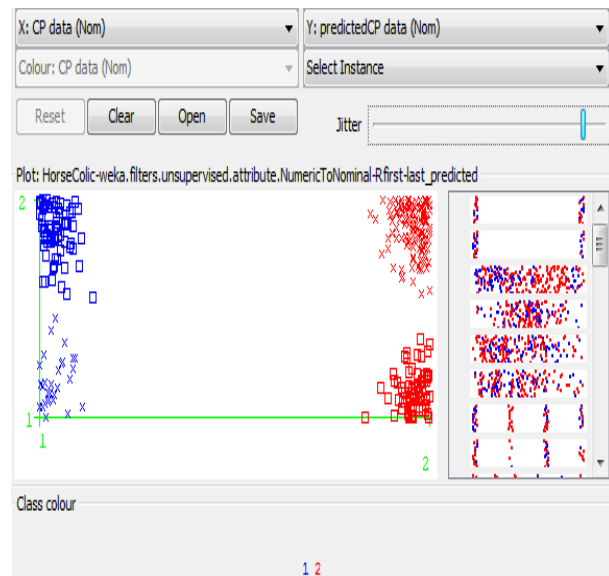 X: CP data (Nom) Y: predictedCP data (Nom)
Colour: CP data (Nom) Select Instance
Reset Clear Open Save Jitter
Plot: HorseColic-weka.filters.unsupervised.attribute.NumericToNominal-Rfirst-last_predicted
2
1
1
2
Class colour
1 2